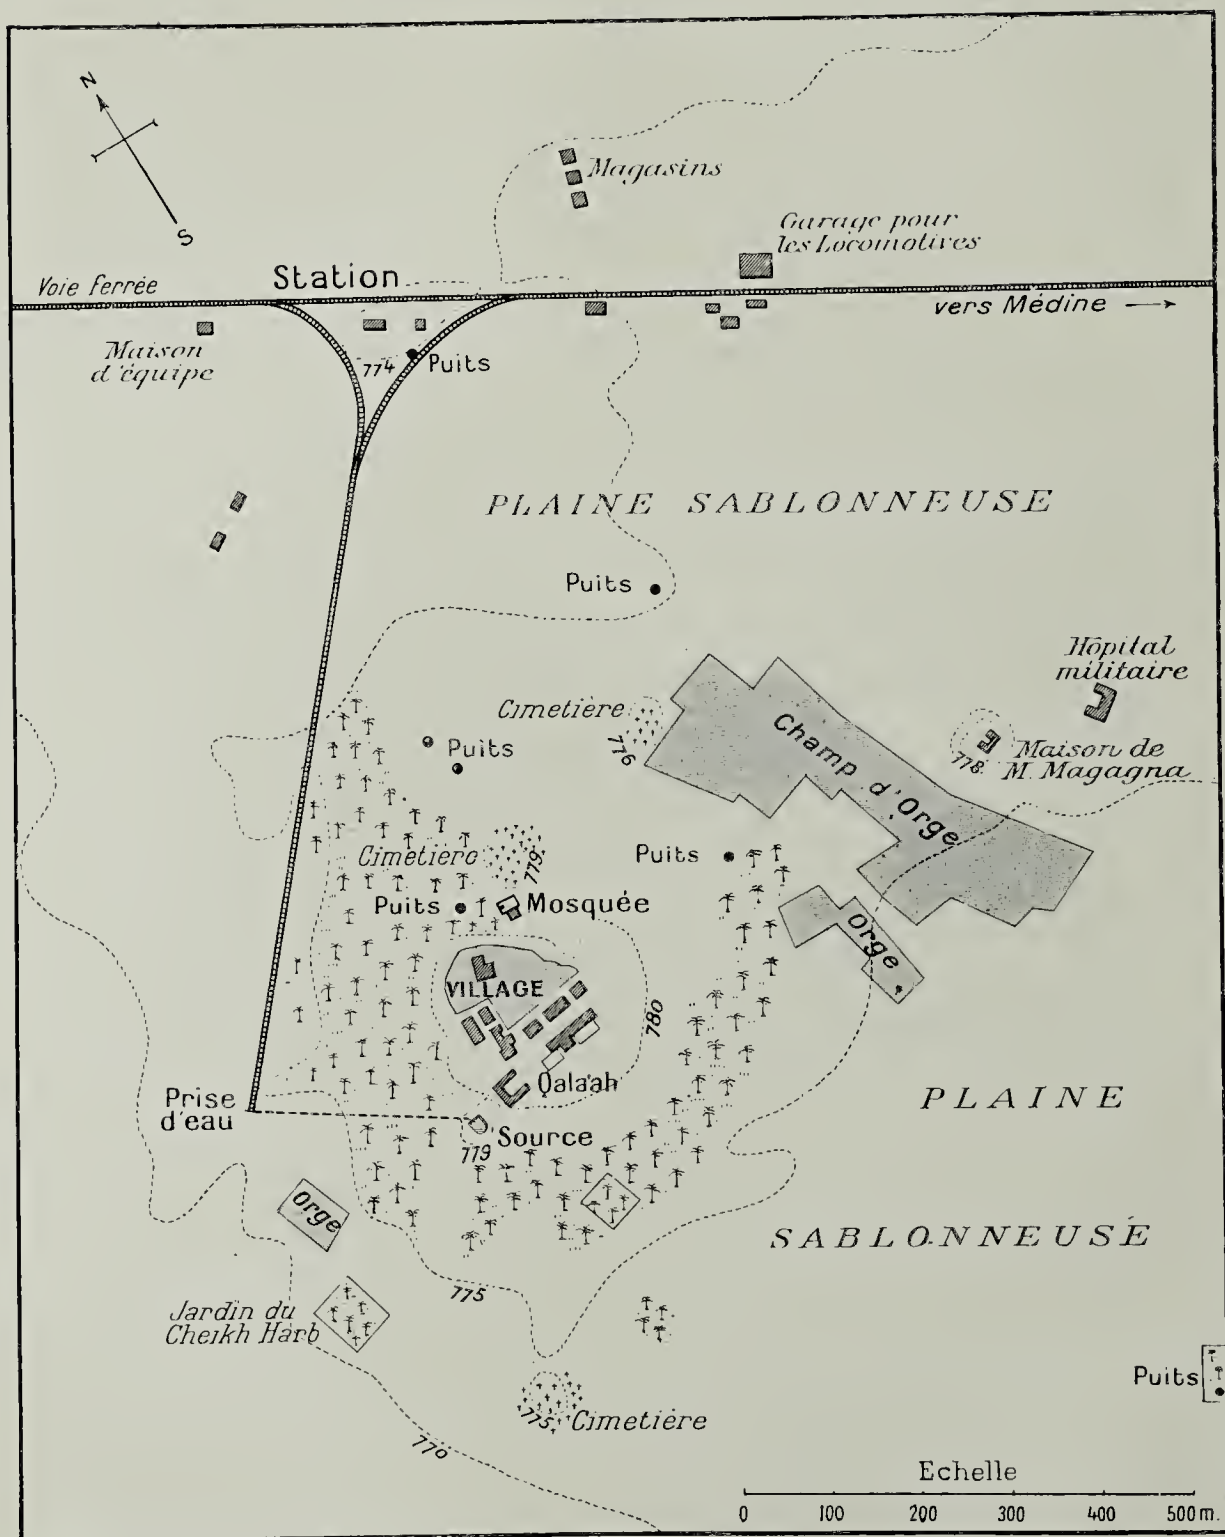 N
S
Magasins
Garage pour
les Locomotives
Voie ferrée
Station
vers Médine
Maison
d'équipe
774
Puits
PLAINE SABLONNEUSE
Puits
Hôpital
militaire
Cimetière
776
Champ d'Orge
778
Maison de
M. Magagna
Puits
Cimetière
779
Puits
Puits
Mosquée
Orge
VILLAGE
780
Qala'ah
Prise
d'eau
Source
779
PLAINE
SABLONNEUSE
Orge
775
Jardin du
Cheikh Harb
Puits
775
Cimetière
770
Echelle
0 100 200 300 400 500 m.